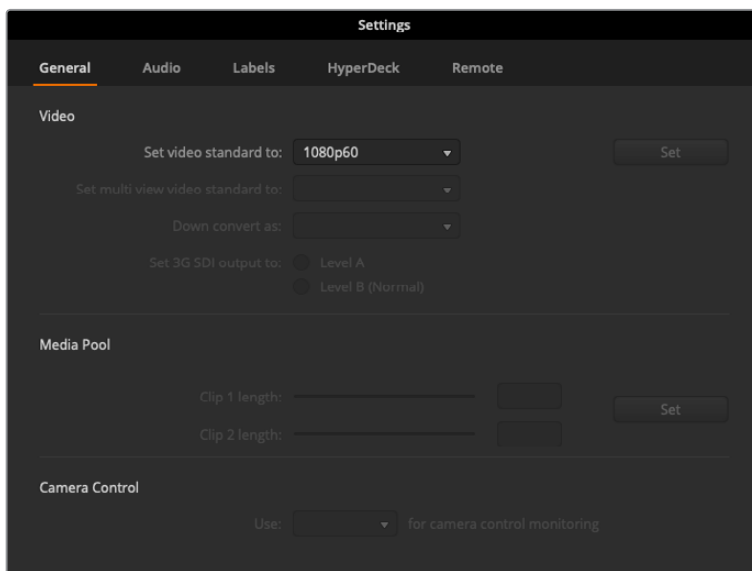 Settings
General Audio Labels HyperDeck Remote
Video
Set video standard to: 1080p60 Set
Set multi view video standard to:
Down convert as:
Set 3G SDI output to: Level A
Level B (Normal)
Media Pool
Clip 1 length:
Set
Clip 2 length:
Camera Control
Use: for camera control monitoring